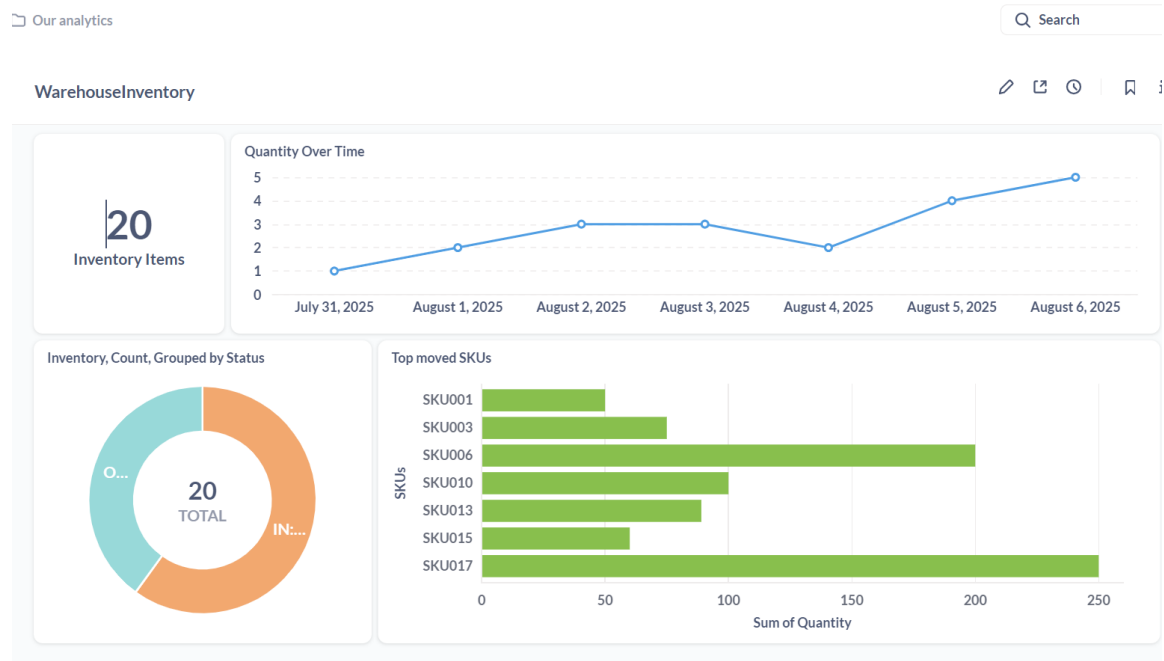 Our analytics
Search
WarehouseInventory
20
Inventory Items
Quantity Over Time
5
4
3
2
1
0
July 31, 2025 August 1, 2025 August 2, 2025 August 3, 2025 August 4, 2025 August 5, 2025 August 6, 2025
Inventory, Count, Grouped by Status
O...
20
TOTAL
IN:...
Top moved SKUs
SKUs
SKU001
SKU003
SKU006
SKU010
SKU013
SKU015
SKU017
0 50 100 150 200 250
Sum of Quantity